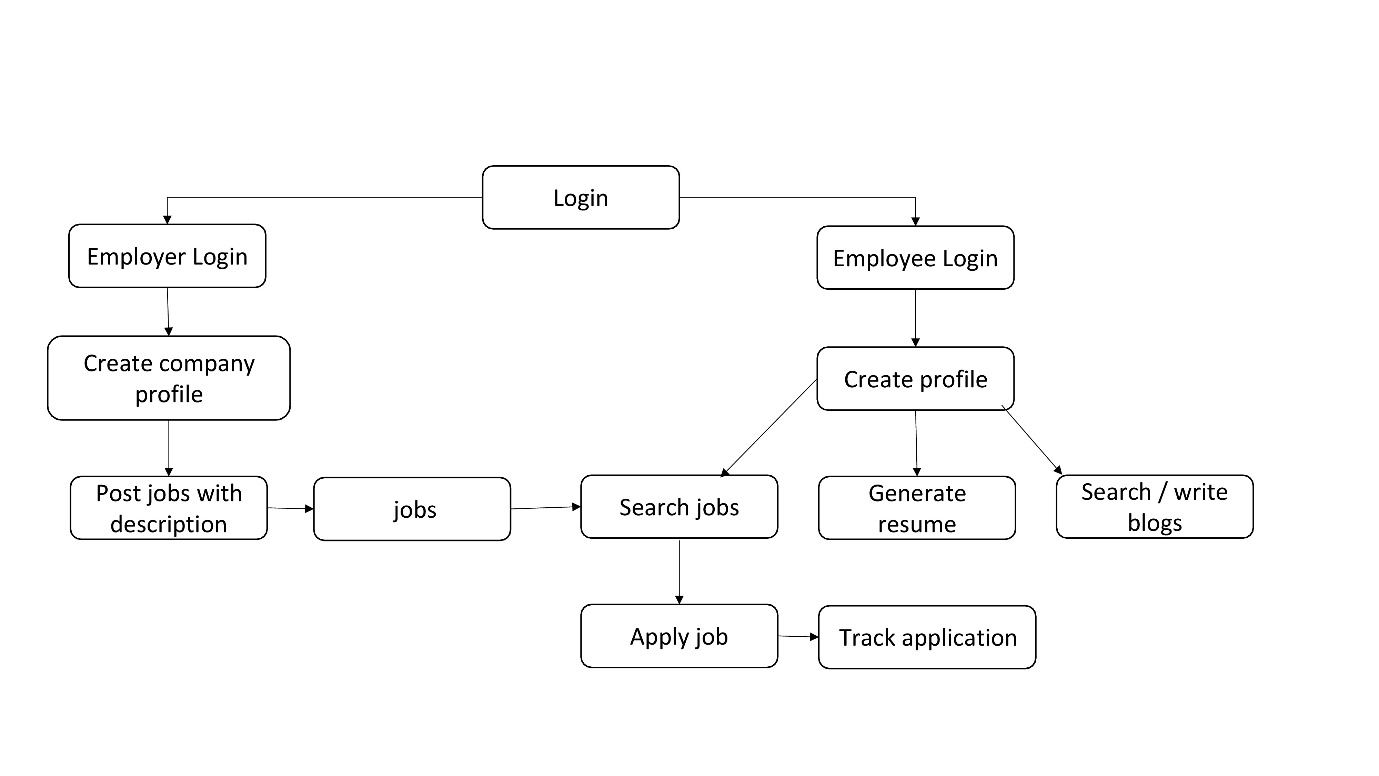 Login
Employer Login
Employee Login
Create company
profile
Create profile
Post jobs with
description
jobs
Search jobs
Generate
resume
Search / write
blogs
Apply job
Track application